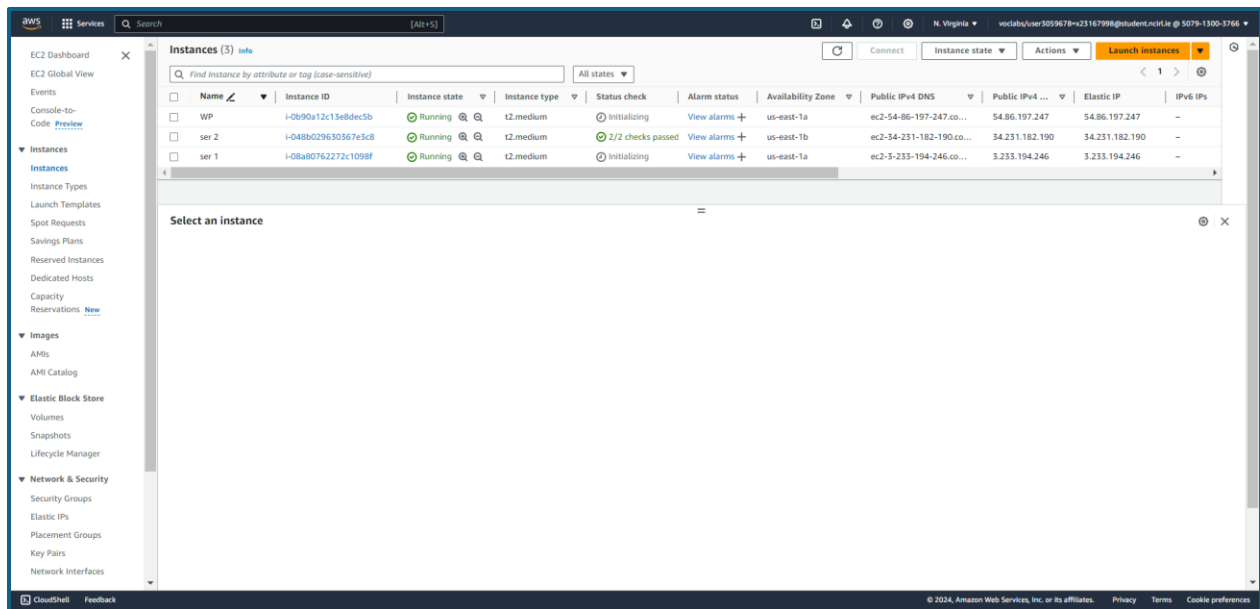 aws Services Search [Alt+S] N. Virginia voclabs/user3059678=x23167998@student.ncirl.ie @ 5079-1300-3766
EC2 Dashboard
EC2 Global View
Events
Console-to-
Code Preview
Instances
Instances
Instance Types
Launch Templates
Spot Requests
Savings Plans
Reserved Instances
Dedicated Hosts
Capacity
Reservations New
Images
AMIs
AMI Catalog
Elastic Block Store
Volumes
Snapshots
Lifecycle Manager
Network & Security
Security Groups
Elastic IPs
Placement Groups
Key Pairs
Network Interfaces
Instances (3) Info Connect Instance state Actions Launch instances
Find Instance by attribute or tag (case-sensitive) All states 1
Name Instance ID Instance state Instance type Status check Alarm status Availability Zone Public IPv4 DNS Public IPv4 ... Elastic IP IPv6 IPs
WP i-0b90a12c13e8dec5b Running t2.medium Initializing View alarms + us-east-1a ec2-54-86-197-247.co... 54.86.197.247 54.86.197.247 –
ser 2 i-048b029630367e3c8 Running t2.medium 2/2 checks passed View alarms + us-east-1b ec2-34-231-182-190.co... 34.231.182.190 34.231.182.190 –
ser 1 i-08a80762272c1098f Running t2.medium Initializing View alarms + us-east-1a ec2-3-233-194-246.co... 3.233.194.246 3.233.194.246 –
Select an instance
CloudShell Feedback © 2024, Amazon Web Services, Inc. or its affiliates. Privacy Terms Cookie preferences